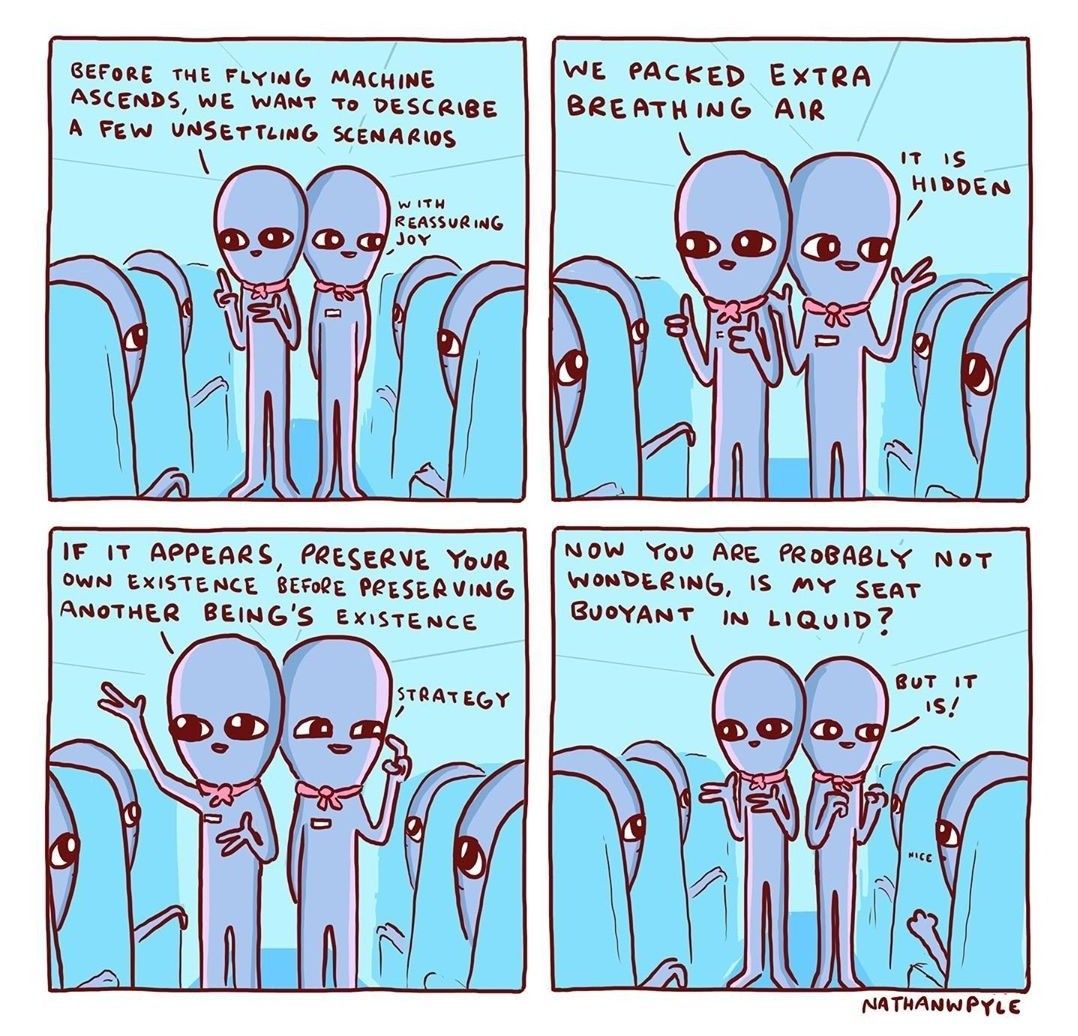 BEFORE THE FLYING MACHINE
ASCENDS, WE WANT TO DESCRIBE
A FEW UNSETTLING SCENARIOS
WITH
REASSURING
JOY
WE PACKED EXTRA
BREATHING AIR
IT IS
HIDDEN
IF IT APPEARS, PRESERVE YOUR
OWN EXISTENCE BEFORE PRESERVING
ANOTHER BEING'S EXISTENCE
STRATEGY
NOW YOU ARE PROBABLY NOT
WONDERING, IS MY SEAT
BUOYANT IN LIQUID?
BUT IT
IS!
NICE
NATHANWPYLE